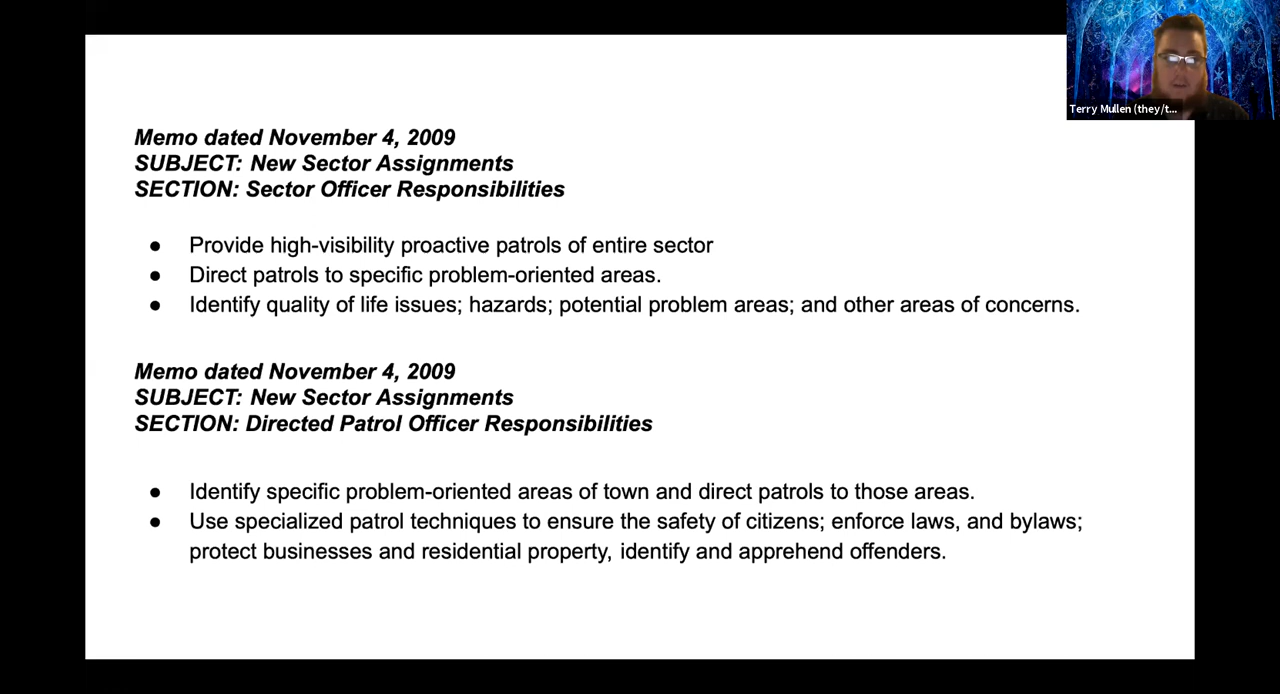 Terry Mullen (they/t...
Memo dated November 4, 2009
SUBJECT: New Sector Assignments
SECTION: Sector Officer Responsibilities
● Provide high-visibility proactive patrols of entire sector
● Direct patrols to specific problem-oriented areas.
● Identify quality of life issues; hazards; potential problem areas; and other areas of concerns.
Memo dated November 4, 2009
SUBJECT: New Sector Assignments
SECTION: Directed Patrol Officer Responsibilities
● Identify specific problem-oriented areas of town and direct patrols to those areas.
● Use specialized patrol techniques to ensure the safety of citizens; enforce laws, and bylaws;
protect businesses and residential property, identify and apprehend offenders.